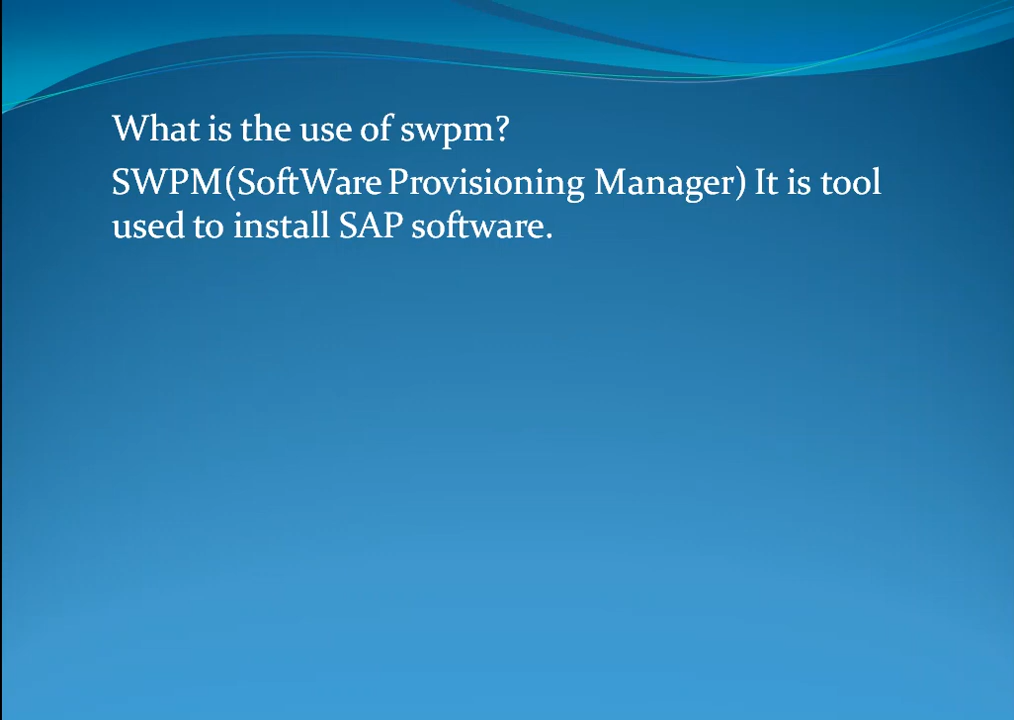 What is the use of swpm?
SWPM(SoftWare Provisioning Manager) It is tool
used to install SAP software.